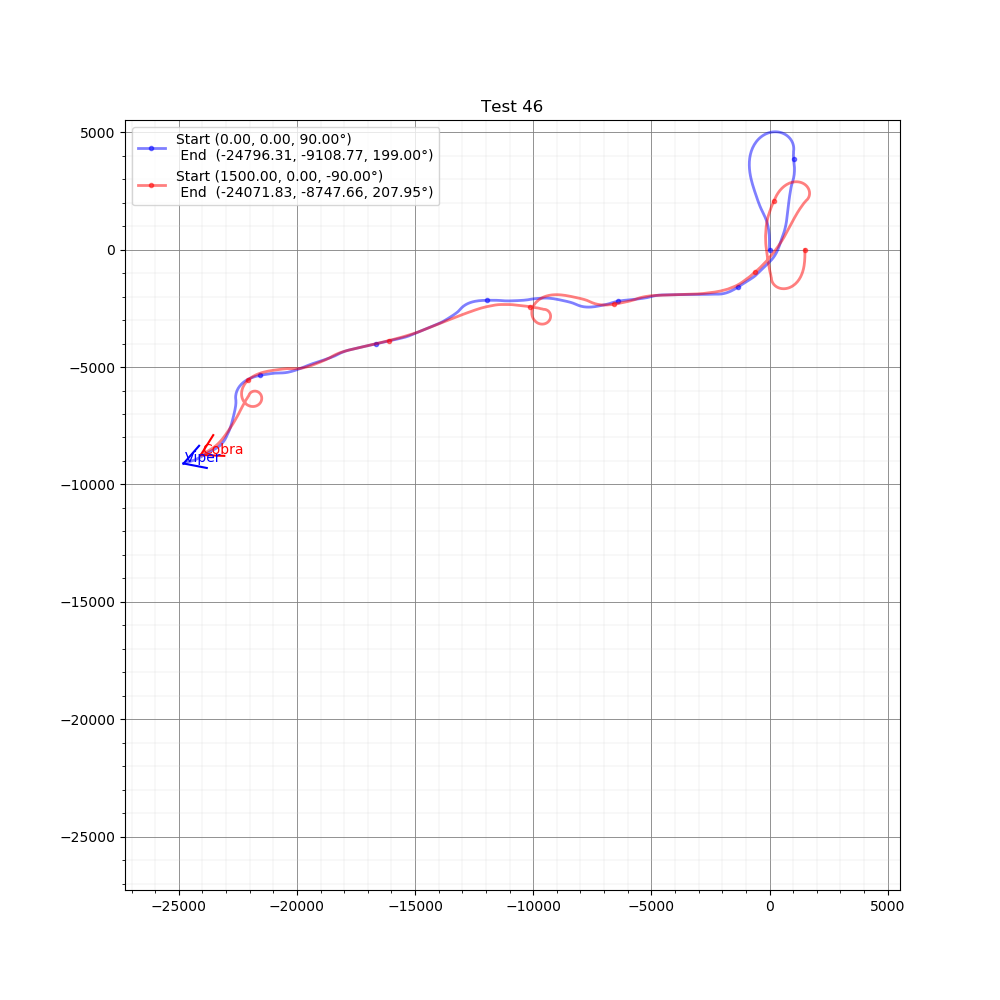 Test 46
Start (0.00, 0.00, 90.00°)
End (-24796.31, -9108.77, 199.00°)
Start (1500.00, 0.00, -90.00°)
End (-24071.83, -8747.66, 207.95°)
5000
0
−5000
−10000
−15000
−20000
−25000
Cobra
Viper
−25000 −20000 −15000 −10000 −5000 0 5000